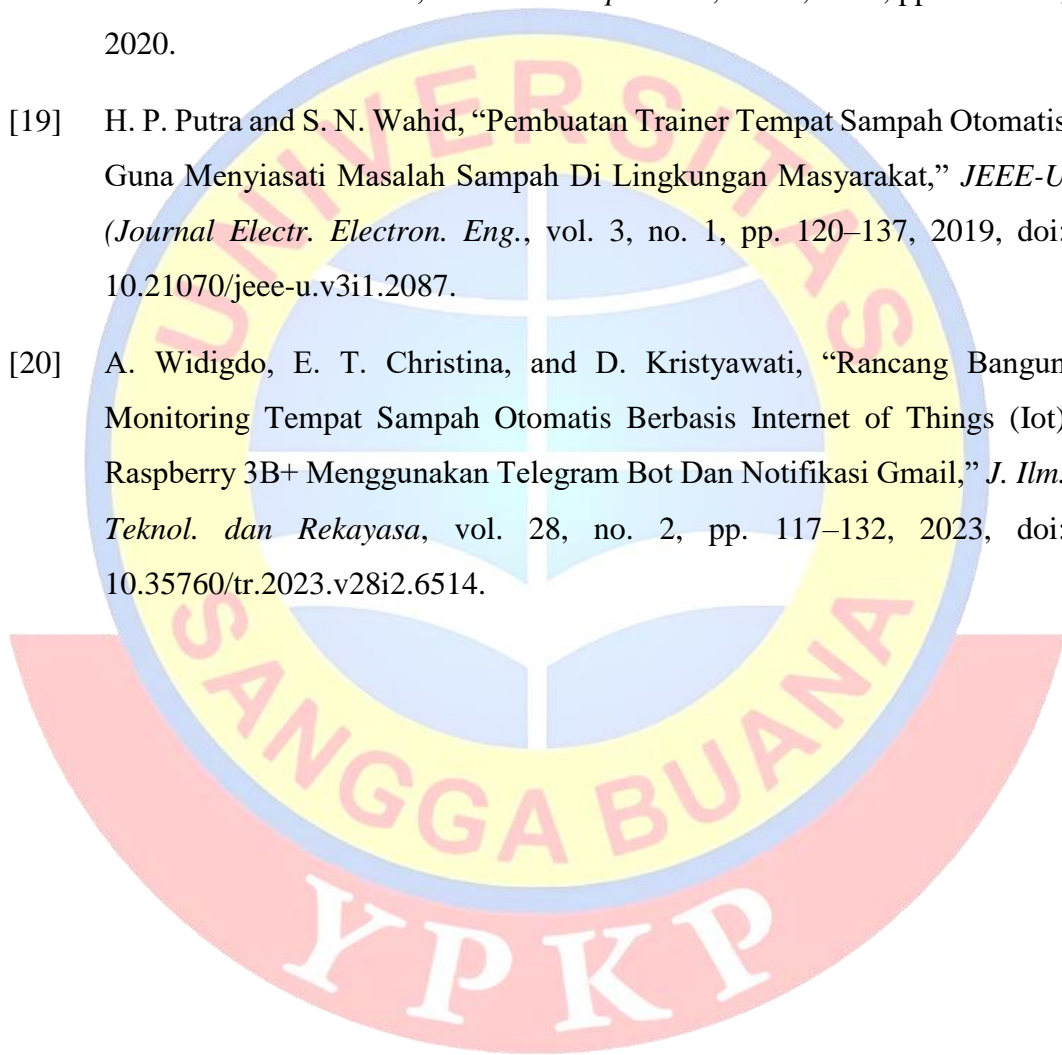 2020.
[19] H. P. Putra and S. N. Wahid, “Pembuatan Trainer Tempat Sampah Otomatis
Guna Menyiasati Masalah Sampah Di Lingkungan Masyarakat,” JEEE-U
(Journal Electr. Electron. Eng., vol. 3, no. 1, pp. 120–137, 2019, doi:
10.21070/jeee-u.v3i1.2087.
[20] A. Widigdo, E. T. Christina, and D. Kristyawati, “Rancang Bangun
Monitoring Tempat Sampah Otomatis Berbasis Internet of Things (Iot)
Raspberry 3B+ Menggunakan Telegram Bot Dan Notifikasi Gmail,” J. Ilm.
Teknol. dan Rekayasa, vol. 28, no. 2, pp. 117–132, 2023, doi:
10.35760/tr.2023.v28i2.6514.
UNIVERSITAS
SANGGA BUANA
YPKP